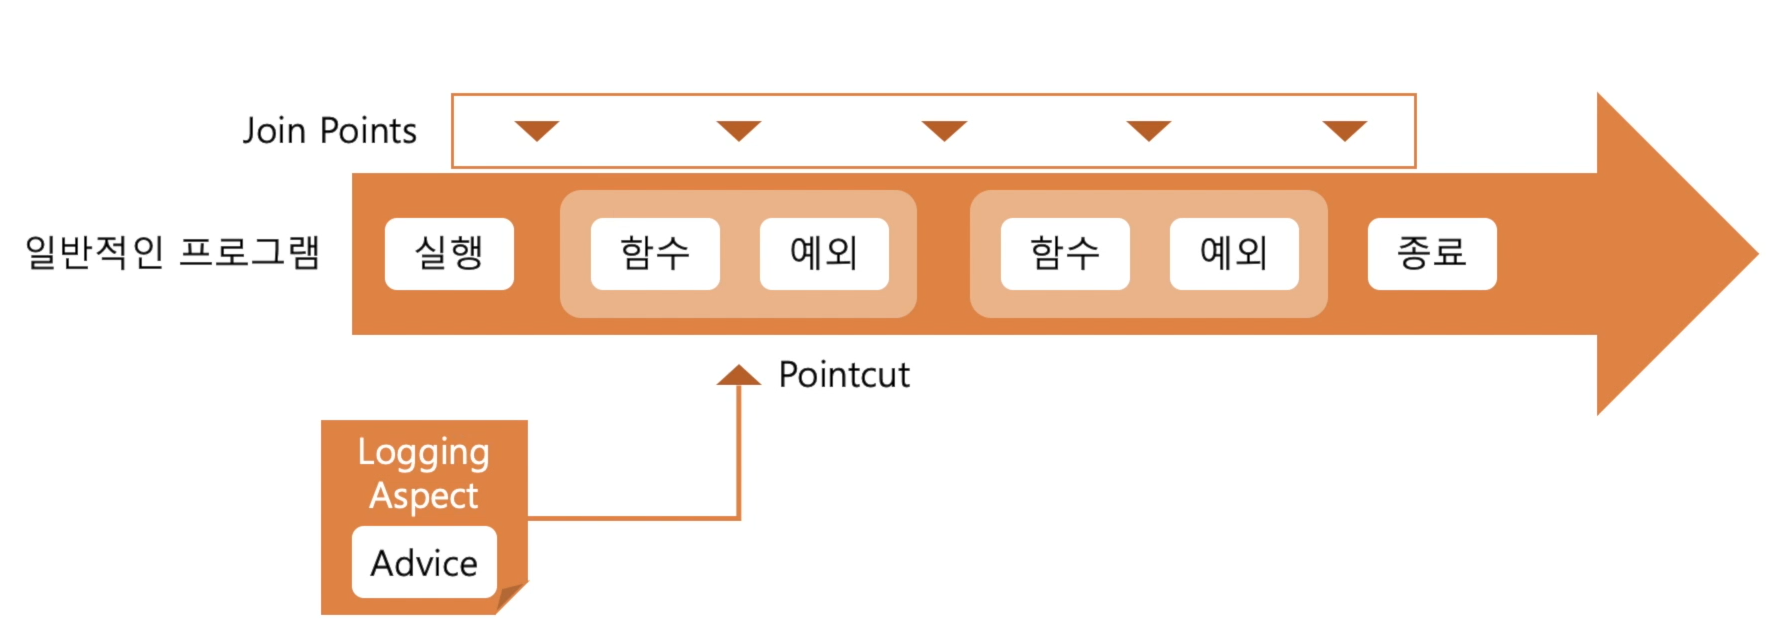 Join Points
일반적인 프로그램
실행
함수
예외
함수
예외
종료
Pointcut
Logging
Aspect
Advice